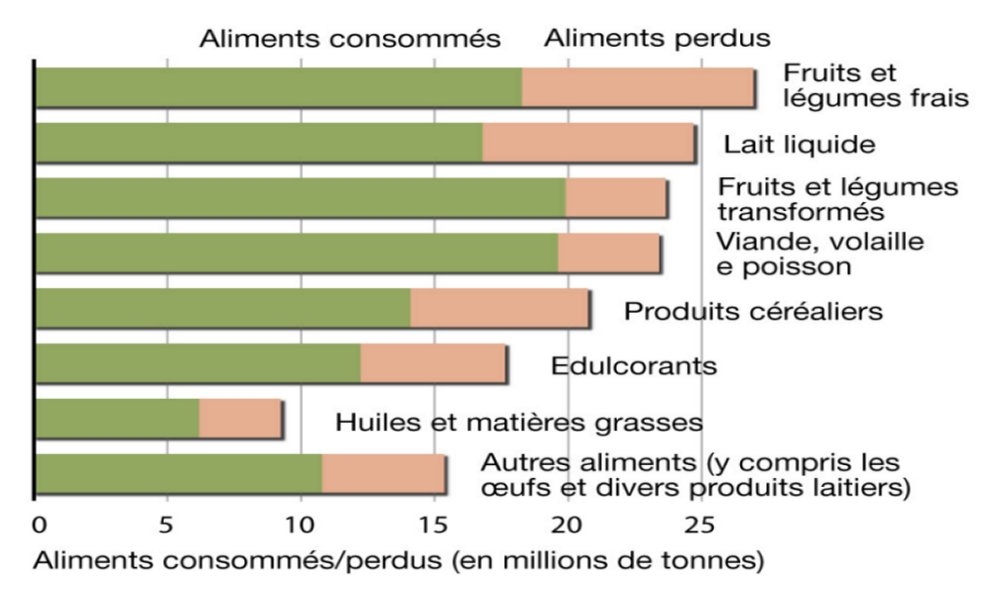 Aliments consommés Aliments perdus
Fruits et
légumes frais
Lait liquide
Fruits et légumes
transformés
Viande, volaille
e poisson
Produits céréaliers
Edulcorants
Huiles et matières grasses
Autres aliments (y compris les
œufs et divers produits laitiers)
0 5 10 15 20 25
Aliments consommés/perdus (en millions de tonnes)